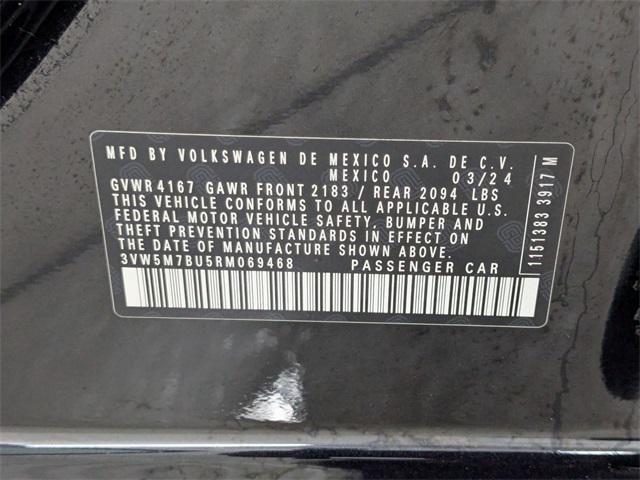 MFD BY VOLKSWAGEN DE MEXICO S.A. DE C.V.
MEXICO 03/24
GVWR 4167 GAWR FRONT 2183 / REAR 2094 LBS
THIS VEHICLE CONFORMS TO ALL APPLICABLE U.S.
FEDERAL MOTOR VEHICLE SAFETY, BUMPER AND
THEFT PREVENTION STANDARDS IN EFFECT ON
THE DATE OF MANUFACTURE SHOWN ABOVE.
3VW5M7BU5RM069468 PASSENGER CAR
1151383 3917 M